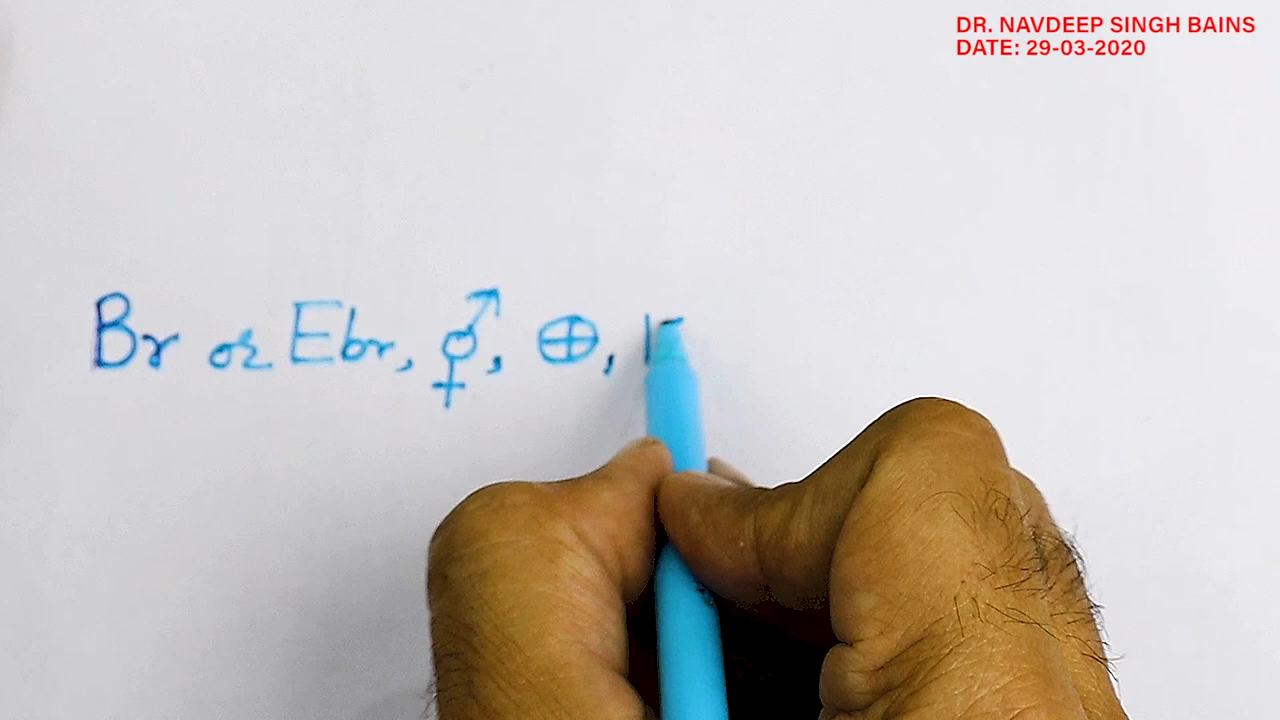 DR. NAVDEEP SINGH BAINS
DATE: 29-03-2020
Br or Ebr, ⚥, ⊕,